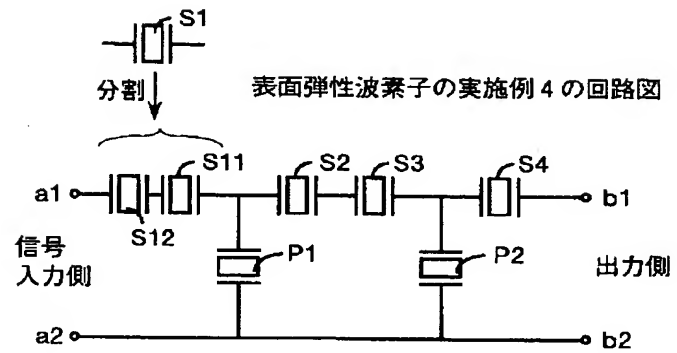 S1
分割
表面弾性波素子の実施例4の回路図
S11
S2
S3
S4
a1
b1
S12
信号
入力側
P1
P2
出力側
a2
b2